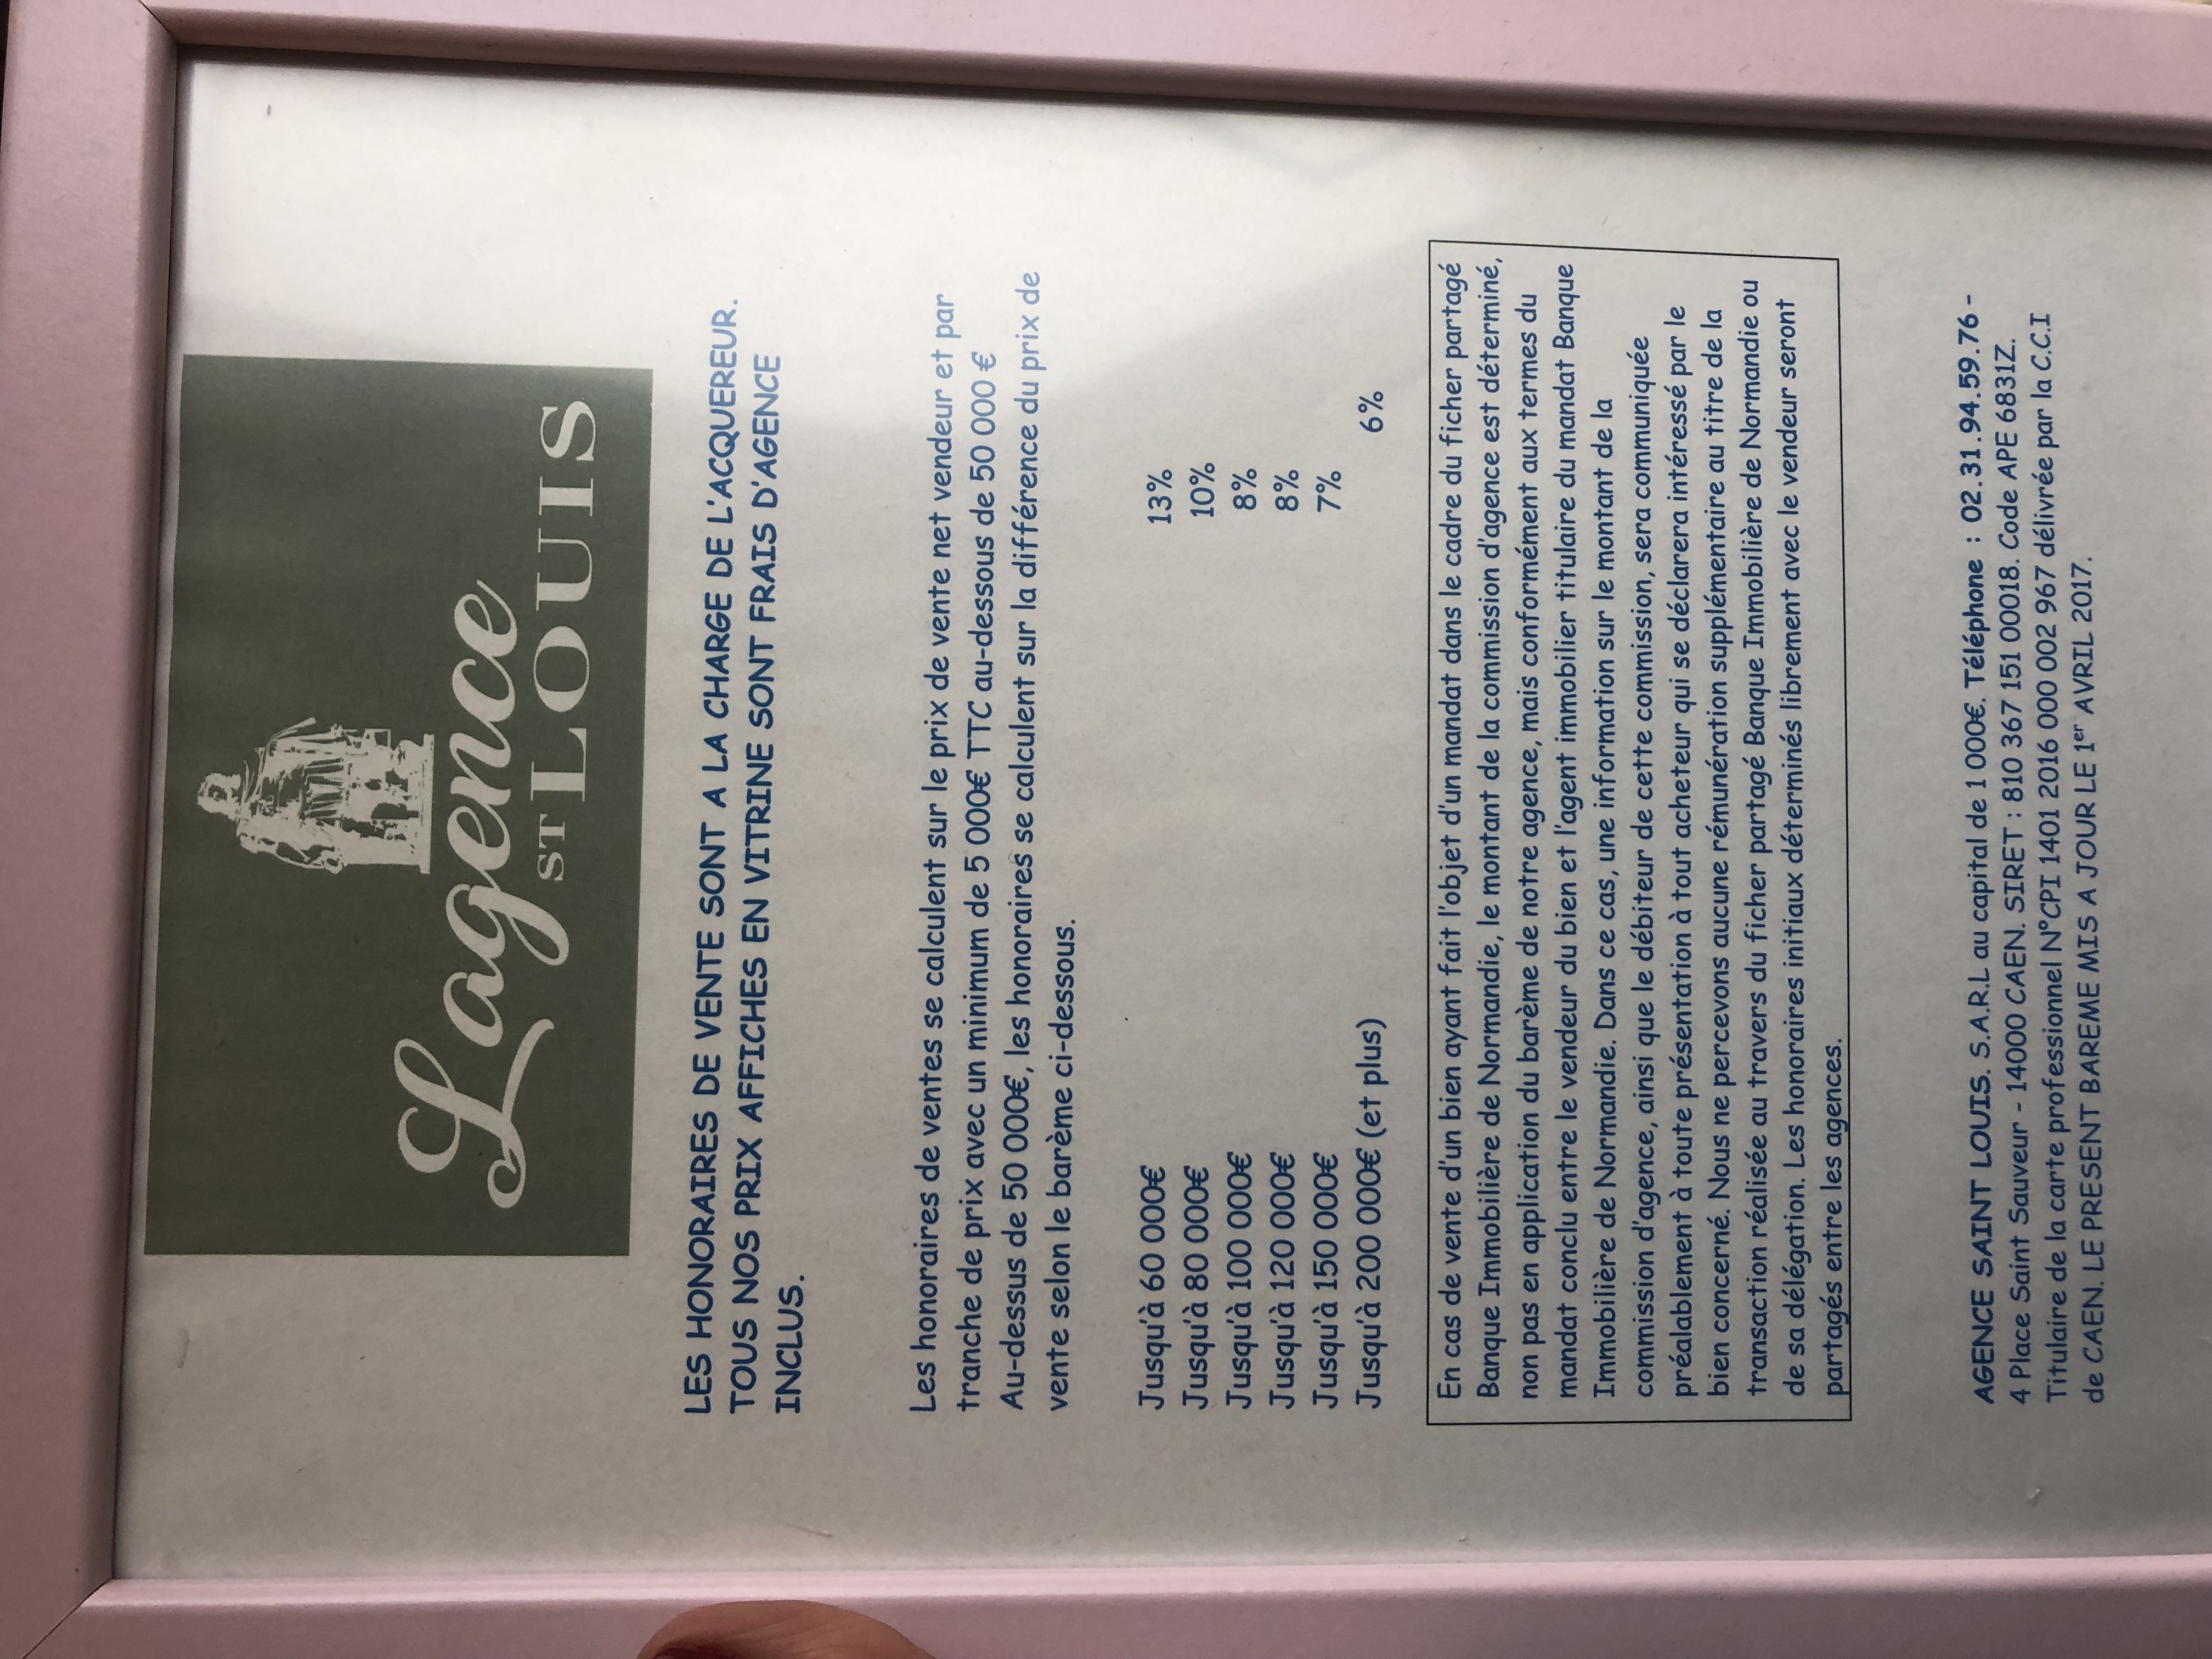 L'agence
ST LOUIS
LES HONORAIRES DE VENTE SONT A LA CHARGE DE L'ACQUEREUR.
TOUS NOS PRIX AFFICHES EN VITRINE SONT FRAIS D'AGENCE
INCLUS.
Les honoraires de ventes se calculent sur le prix de vente net vendeur et par
tranche de prix avec un minimum de 5 000€ TTC au-dessous de 50 000 €
Au-dessus de 50 000€, les honoraires se calculent sur la différence du prix de
vente selon le barème ci-dessous.
Jusqu'à 60 000€ 13%
Jusqu'à 80 000€ 10%
Jusqu'à 100 000€ 8%
Jusqu'à 120 000€ 8%
Jusqu'à 150 000€ 7%
Jusqu'à 200 000€ (et plus) 6%
En cas de vente d'un bien ayant fait l'objet d'un mandat dans le cadre du ficher partagé
Banque Immobilière de Normandie, le montant de la commission d'agence est déterminé,
non pas en application du barème de notre agence, mais conformément aux termes du
mandat conclu entre le vendeur du bien et l'agent immobilier titulaire du mandat Banque
Immobilière de Normandie. Dans ce cas, une information sur le montant de la
commission d'agence, ainsi que le débiteur de cette commission, sera communiquée
préalablement à toute présentation à tout acheteur qui se déclarera intéressé par le
bien concerné. Nous ne percevons aucune rémunération supplémentaire au titre de la
transaction réalisée au travers du ficher partagé Banque Immobilière de Normandie ou
de sa délégation. Les honoraires initiaux déterminés librement avec le vendeur seront
partagés entre les agences.
AGENCE SAINT LOUIS. S.A.R.L au capital de 1 000€. Téléphone : 02.31.94.59.76 -
4 Place Saint Sauveur - 14000 CAEN. SIRET : 810 367 151 00018. Code APE 6831Z.
Titulaire de la carte professionnel N°CPI 1401 2016 000 002 967 délivrée par la C.C.I
de CAEN. LE PRESENT BAREME MIS A JOUR LE 1er AVRIL 2017.